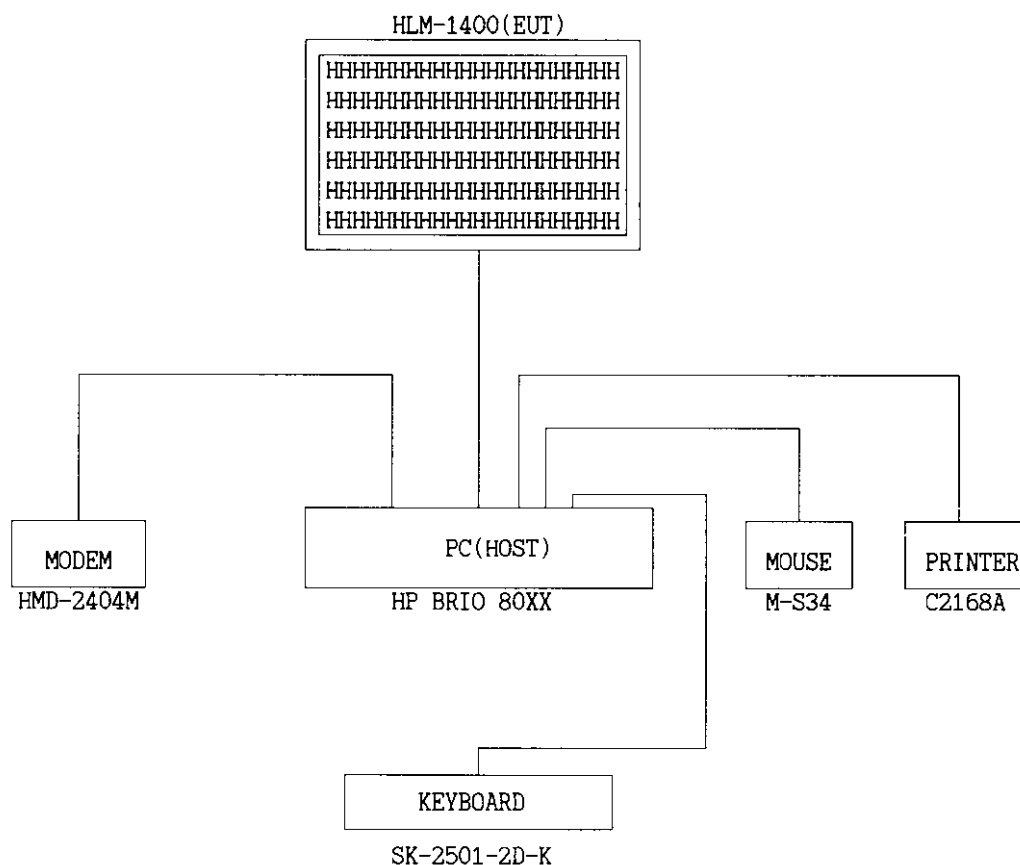 HLM-1400(EUT)
HHHHHHHHHHHHHHHHHHHHHH
HHHHHHHHHHHHHHHHHHHHHH
HHHHHHHHHHHHHHHHHHHHHH
HHHHHHHHHHHHHHHHHHHHHH
HHHHHHHHHHHHHHHHHHHHHH
HHHHHHHHHHHHHHHHHHHHHH
MODEM
HMD-2404M
PC(HOST)
HP BRIO 80XX
MOUSE
M-S34
PRINTER
C2168A
KEYBOARD
SK-2501-2D-K